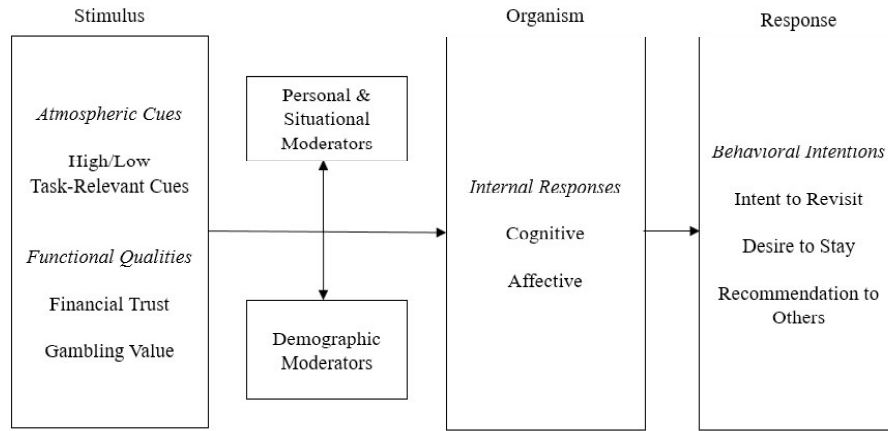 Stimulus
Organism
Response
Atmospheric Cues
High/Low
Task-Relevant Cues
Functional Qualities
Financial Trust
Gambling Value
Personal &
Situational
Moderators
Demographic
Moderators
Internal Responses
Cognitive
Affective
Behavioral Intentions
Intent to Revisit
Desire to Stay
Recommendation to
Others